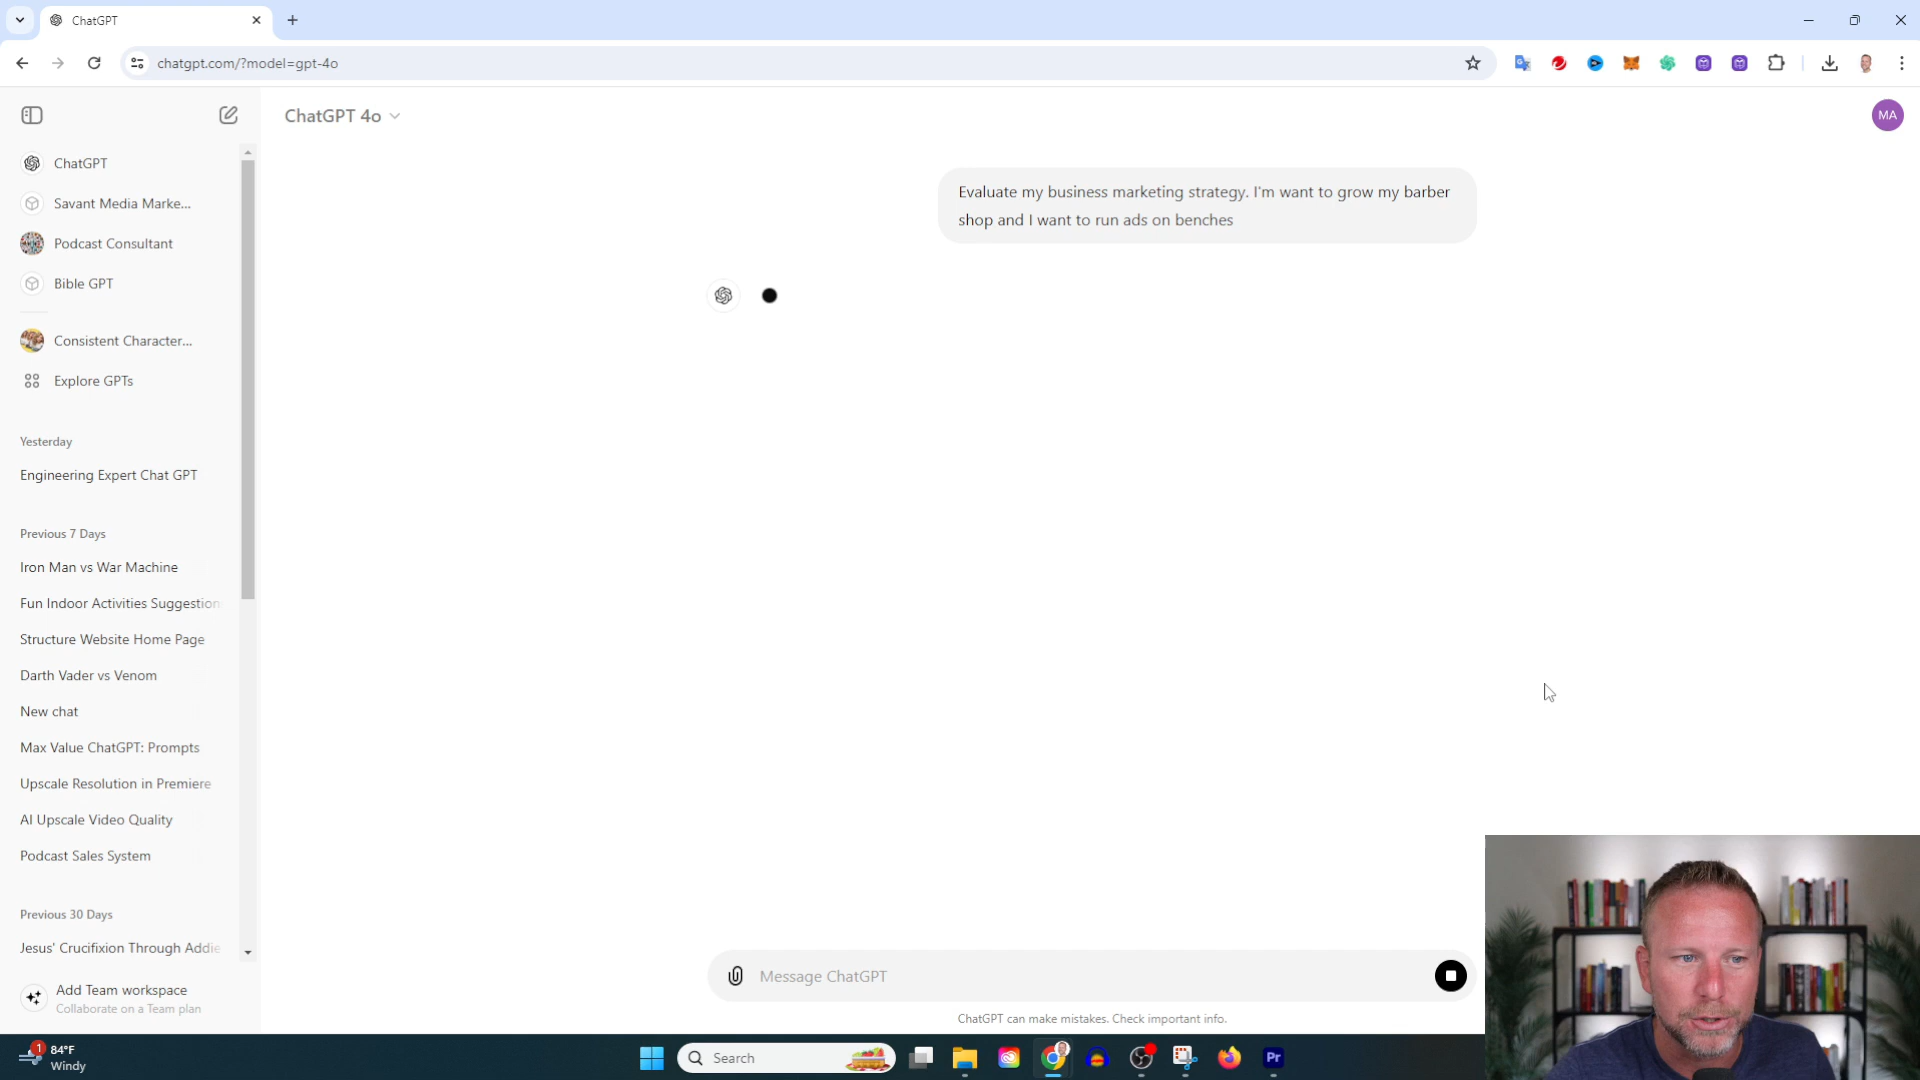 ChatGPT
chatgpt.com/?model=gpt-4o
ChatGPT 4o
MA
ChatGPT
Savant Media Marke...
Podcast Consultant
Bible GPT
Consistent Character...
Explore GPTs
Yesterday
Engineering Expert Chat GPT
Previous 7 Days
Iron Man vs War Machine
Fun Indoor Activities Suggestion
Structure Website Home Page
Darth Vader vs Venom
New chat
Max Value ChatGPT: Prompts
Upscale Resolution in Premiere
AI Upscale Video Quality
Podcast Sales System
Previous 30 Days
Jesus' Crucifixion Through Addie
Add Team workspace
Collaborate on a Team plan
Evaluate my business marketing strategy. I'm want to grow my barber
shop and I want to run ads on benches
Message ChatGPT
ChatGPT can make mistakes. Check important info.
1
84°F
Windy
Search
Pr